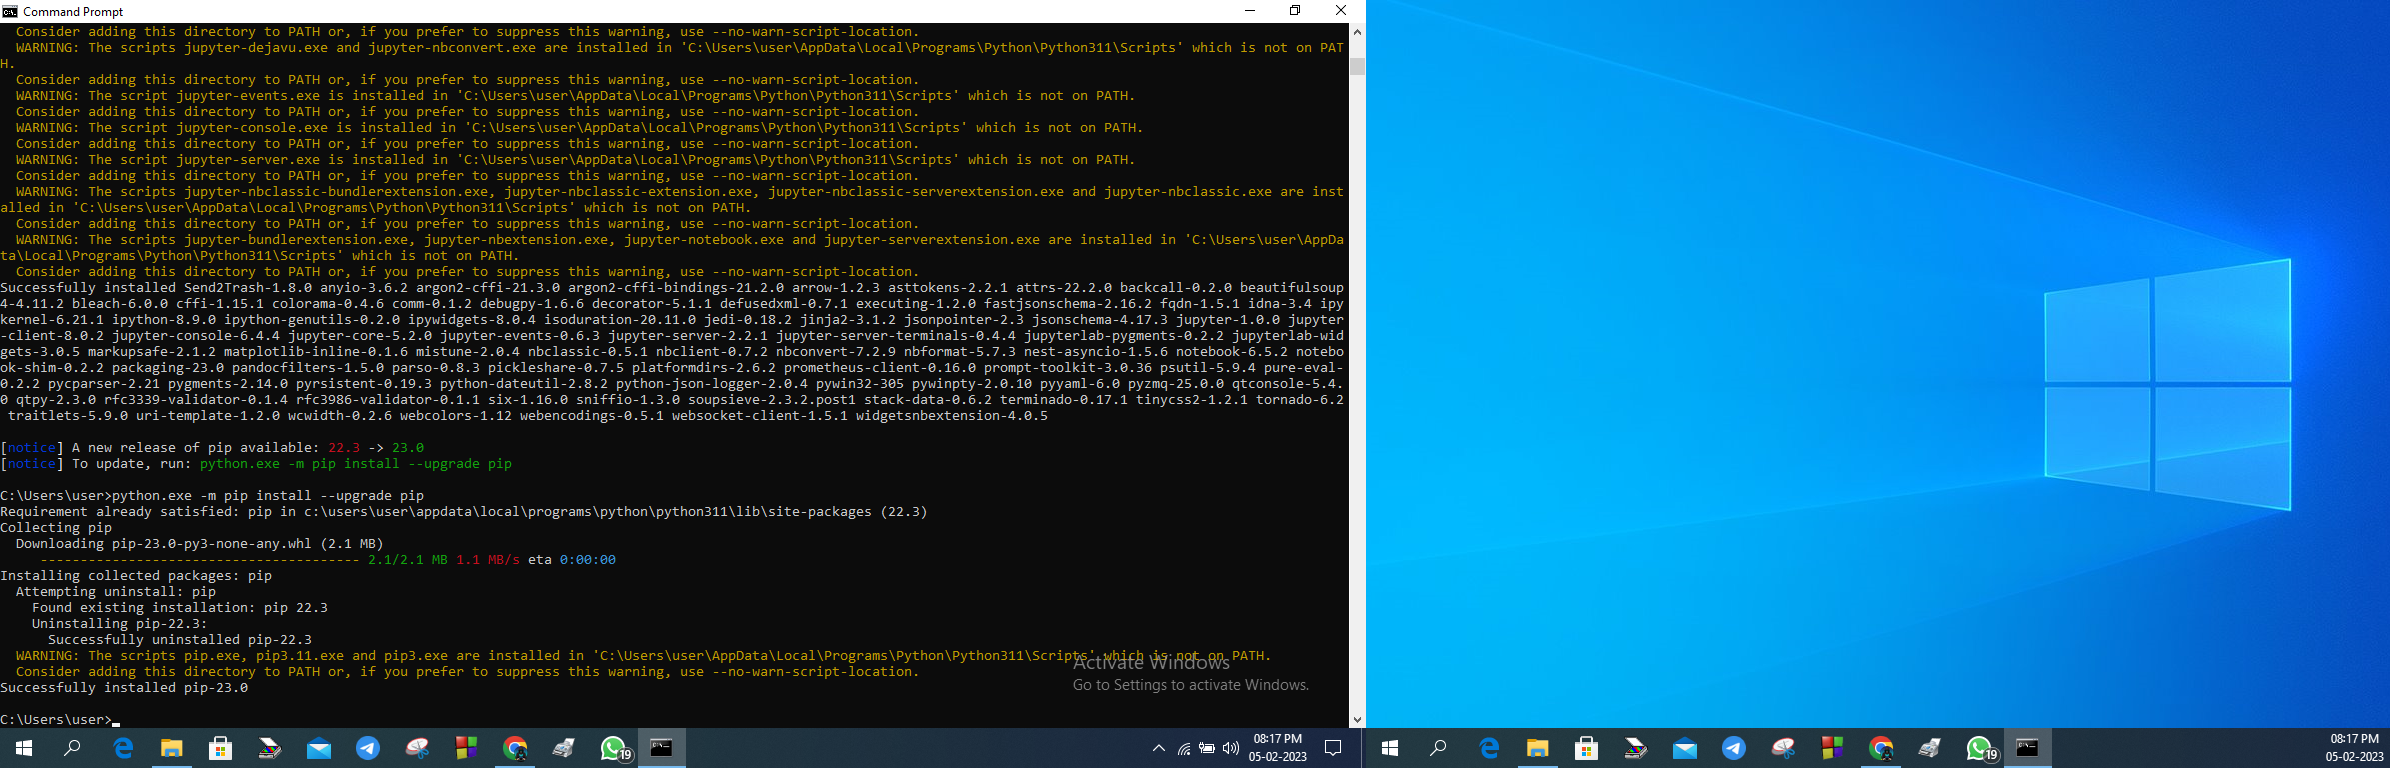 Command Prompt
Consider adding this directory to PATH or, if you prefer to suppress this warning, use --no-warn-script-location.
WARNING: The scripts jupyter-dejavu.exe and jupyter-nbconvert.exe are installed in 'C:\Users\user\AppData\Local\Programs\Python\Python311\Scripts' which is not on PAT
H.
Consider adding this directory to PATH or, if you prefer to suppress this warning, use --no-warn-script-location.
WARNING: The script jupyter-events.exe is installed in 'C:\Users\user\AppData\Local\Programs\Python\Python311\Scripts' which is not on PATH.
Consider adding this directory to PATH or, if you prefer to suppress this warning, use --no-warn-script-location.
WARNING: The script jupyter-console.exe is installed in 'C:\Users\user\AppData\Local\Programs\Python\Python311\Scripts' which is not on PATH.
Consider adding this directory to PATH or, if you prefer to suppress this warning, use --no-warn-script-location.
WARNING: The script jupyter-server.exe is installed in 'C:\Users\user\AppData\Local\Programs\Python\Python311\Scripts' which is not on PATH.
Consider adding this directory to PATH or, if you prefer to suppress this warning, use --no-warn-script-location.
WARNING: The scripts jupyter-nbclassic-bundlerextension.exe, jupyter-nbclassic-extension.exe, jupyter-nbclassic-serverextension.exe and jupyter-nbclassic.exe are inst
alled in 'C:\Users\user\AppData\Local\Programs\Python\Python311\Scripts' which is not on PATH.
Consider adding this directory to PATH or, if you prefer to suppress this warning, use --no-warn-script-location.
WARNING: The scripts jupyter-bundlerextension.exe, jupyter-nbextension.exe, jupyter-notebook.exe and jupyter-serverextension.exe are installed in 'C:\Users\user\AppDa
ta\Local\Programs\Python\Python311\Scripts' which is not on PATH.
Consider adding this directory to PATH or, if you prefer to suppress this warning, use --no-warn-script-location.
Successfully installed Send2Trash-1.8.0 anyio-3.6.2 argon2-cffi-21.3.0 argon2-cffi-bindings-21.2.0 arrow-1.2.3 asttokens-2.2.1 attrs-22.2.0 backcall-0.2.0 beautifulsoup
4-4.11.2 bleach-6.0.0 cffi-1.15.1 colorama-0.4.6 comm-0.1.2 debugpy-1.6.6 decorator-5.1.1 defusedxml-0.7.1 executing-1.2.0 fastjsonschema-2.16.2 fqdn-1.5.1 idna-3.4 ipy
kernel-6.21.1 ipython-8.9.0 ipython-genutils-0.2.0 ipywidgets-8.0.4 isoduration-20.11.0 jedi-0.18.2 jinja2-3.1.2 jsonpointer-2.3 jsonschema-4.17.3 jupyter-1.0.0 jupyter
-client-8.0.2 jupyter-console-6.4.4 jupyter-core-5.2.0 jupyter-events-0.6.3 jupyter-server-2.2.1 jupyter-server-terminals-0.4.4 jupyterlab-pygments-0.2.2 jupyterlab-wid
gets-3.0.5 markupsafe-2.1.2 matplotlib-inline-0.1.6 mistune-2.0.4 nbclassic-0.5.1 nbclient-0.7.2 nbconvert-7.2.9 nbformat-5.7.3 nest-asyncio-1.5.6 notebook-6.5.2 notebo
ok-shim-0.2.2 packaging-23.0 pandocfilters-1.5.0 parso-0.8.3 pickleshare-0.7.5 platformdirs-2.6.2 prometheus-client-0.16.0 prompt-toolkit-3.0.36 psutil-5.9.4 pure-eval-
0.2.2 pycparser-2.21 pygments-2.14.0 pyrsistent-0.19.3 python-dateutil-2.8.2 python-json-logger-2.0.4 pywin32-305 pywinpty-2.0.10 pyyaml-6.0 pyzmq-25.0.0 qtconsole-5.4.
0 qtpy-2.3.0 rfc3339-validator-0.1.4 rfc3986-validator-0.1.1 six-1.16.0 sniffio-1.3.0 soupsieve-2.3.2.post1 stack-data-0.6.2 terminado-0.17.1 tinycss2-1.2.1 tornado-6.2
traitlets-5.9.0 uri-template-1.2.0 wcwidth-0.2.6 webcolors-1.12 webencodings-0.5.1 websocket-client-1.5.1 widgetsnbextension-4.0.5
[notice] A new release of pip available: 22.3 -> 23.0
[notice] To update, run: python.exe -m pip install --upgrade pip
C:\Users\user>python.exe -m pip install --upgrade pip
Requirement already satisfied: pip in c:\users\user\appdata\local\programs\python\python311\lib\site-packages (22.3)
Collecting pip
Downloading pip-23.0-py3-none-any.whl (2.1 MB)
---------------------------------------- 2.1/2.1 MB 1.1 MB/s eta 0:00:00
Installing collected packages: pip
Attempting uninstall: pip
Found existing installation: pip 22.3
Uninstalling pip-22.3:
Successfully uninstalled pip-22.3
WARNING: The scripts pip.exe, pip3.11.exe and pip3.exe are installed in 'C:\Users\user\AppData\Local\Programs\Python\Python311\Scripts' which is not on PATH.
Consider adding this directory to PATH or, if you prefer to suppress this warning, use --no-warn-script-location.
Successfully installed pip-23.0
C:\Users\user>_
Activate Windows
Go to Settings to activate Windows.
19
08:17 PM
05-02-2023
19
08:17 PM
05-02-2023